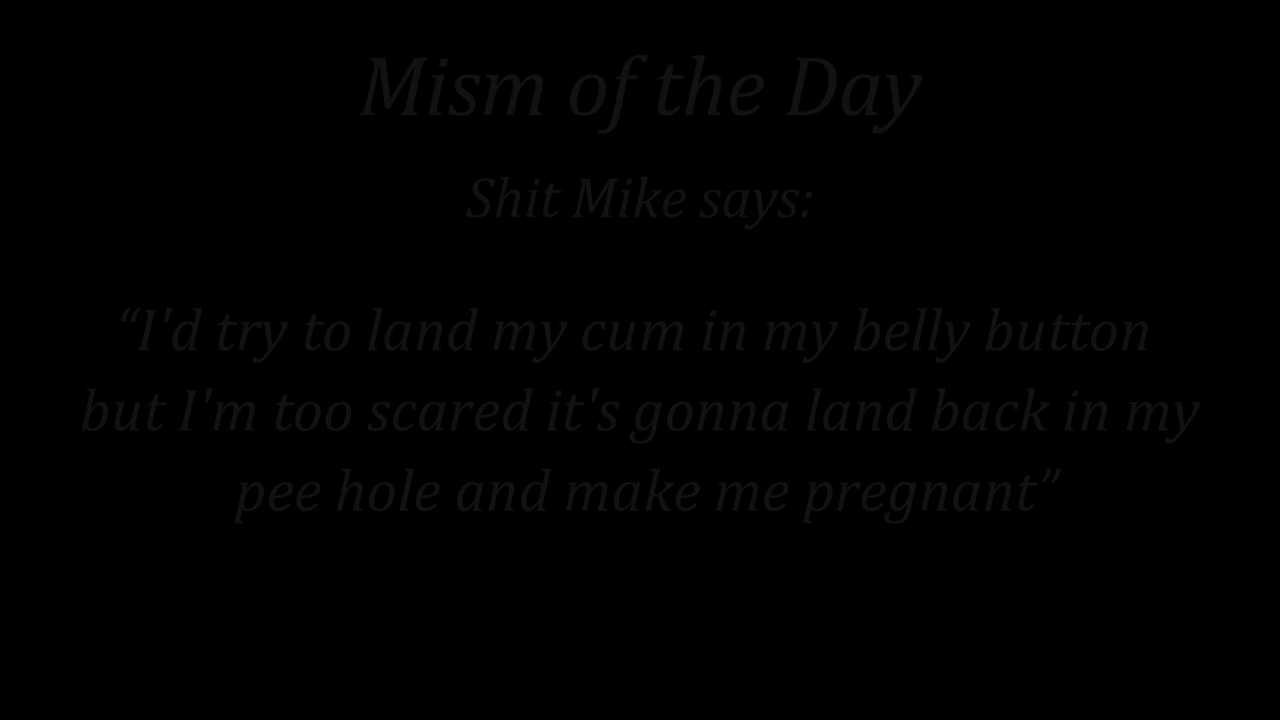 Mism of the Day
Shit Mike says:
“I'd try to land my cum in my belly button
but I'm too scared it's gonna land back in my
pee hole and make me pregnant”